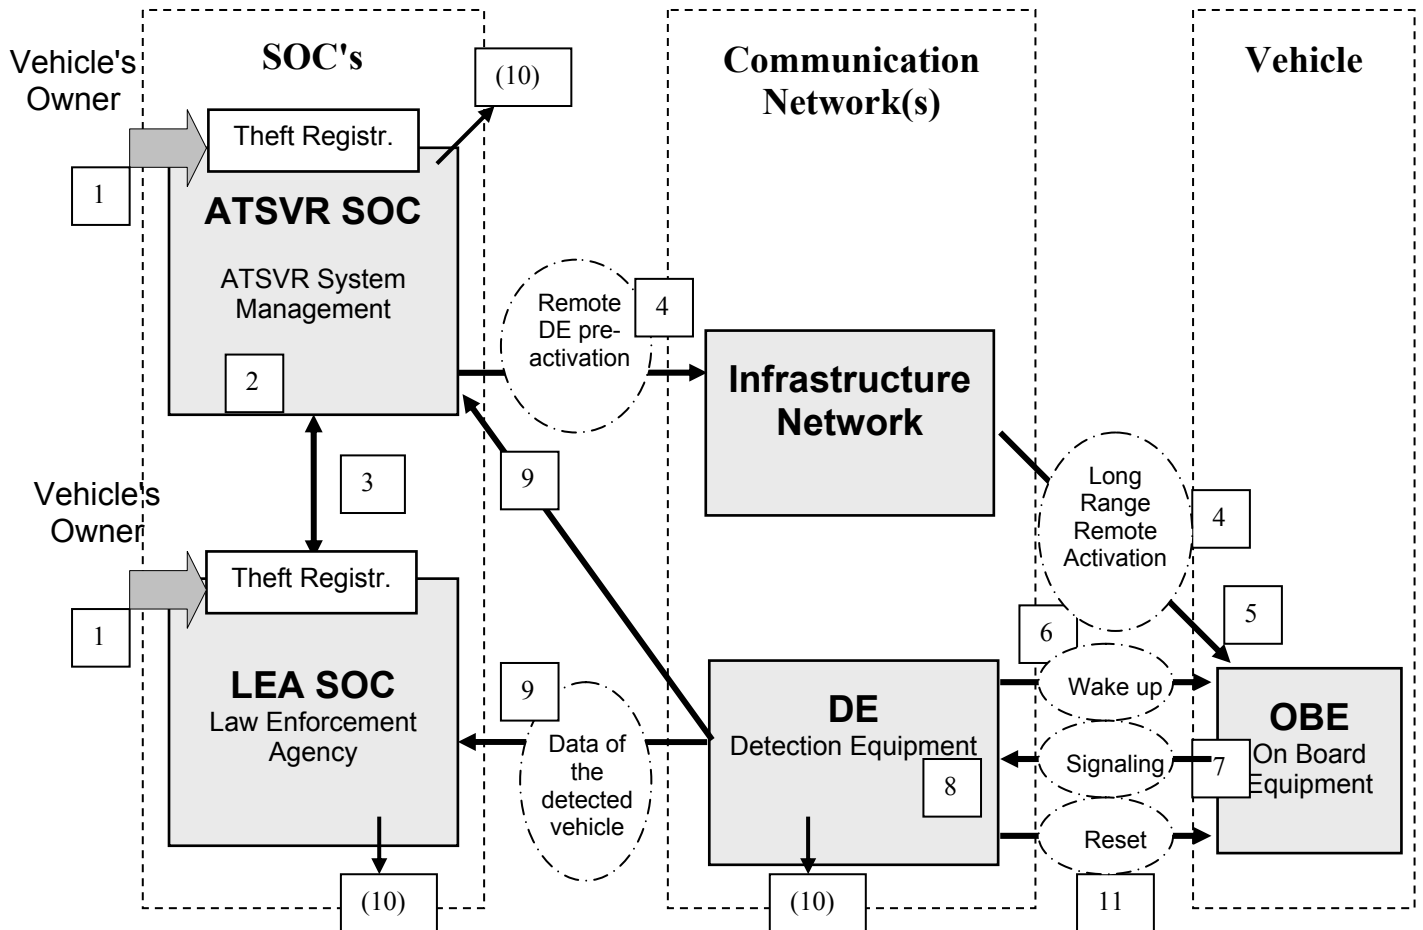 SOC's
Communication
Network(s)
Vehicle
Vehicle's
Owner
(10)
Theft Registr.
1
ATSVR SOC
ATSVR System
Management
2
Remote
DE pre-
activation
4
Infrastructure
Network
3
9
Long
Range
Remote
Activation
4
Vehicle's
Owner
Theft Registr.
1
LEA SOC
Law Enforcement
Agency
9
Data of
the
detected
vehicle
DE
Detection Equipment
8
6
5
Wake up
Signaling
7
Reset
OBE
On Board
Equipment
(10)
(10)
11